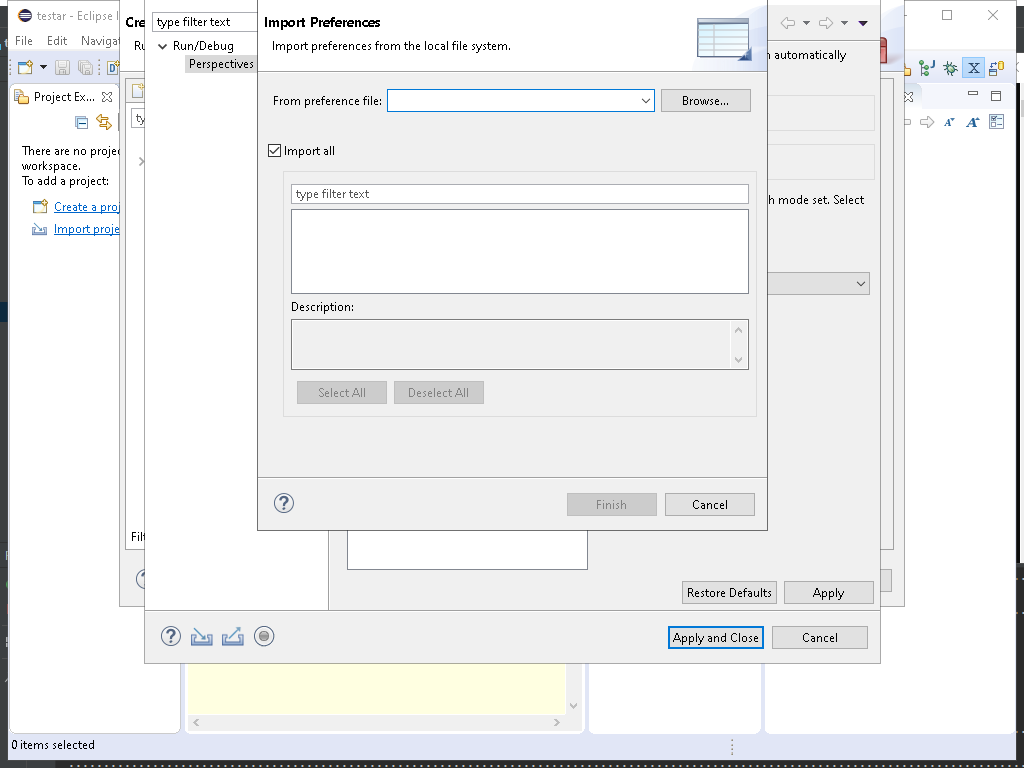 testar - Eclipse I
File Edit Navigat
Project Ex...
There are no projec
workspace.
To add a project:
Create a proj
Import proje
0 items selected
Cre
Ru
ty
Filt
type filter text
Run/Debug
Perspectives
automatically
h mode set. Select
Restore Defaults
Apply
Apply and Close
Cancel
Import Preferences
Import preferences from the local file system.
From preference file:
Browse...
Import all
type filter text
Description:
Select All
Deselect All
Finish
Cancel